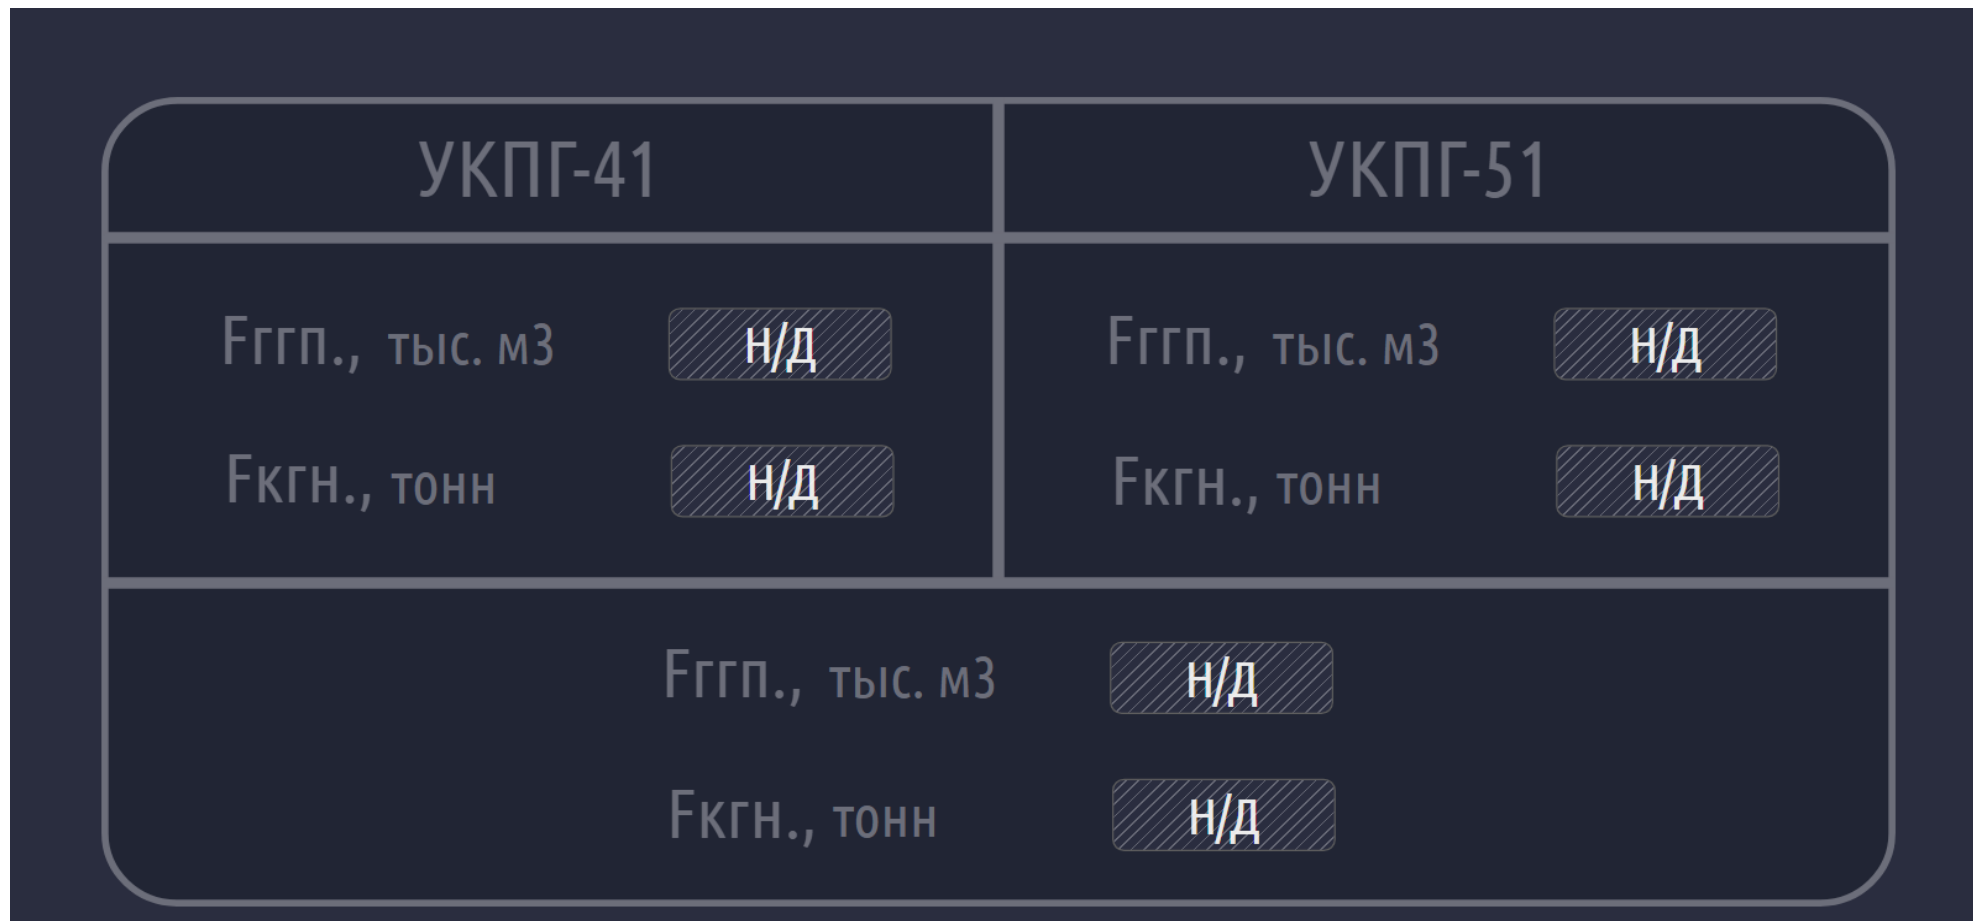 УКПГ-41
УКПГ-51
Fггп., тыс. м3 н/д
Fкгн., тонн н/д
Fггп., тыс. м3 н/д
Fкгн., тонн н/д
Fггп., тыс. м3 н/д
Fкгн., тонн н/д